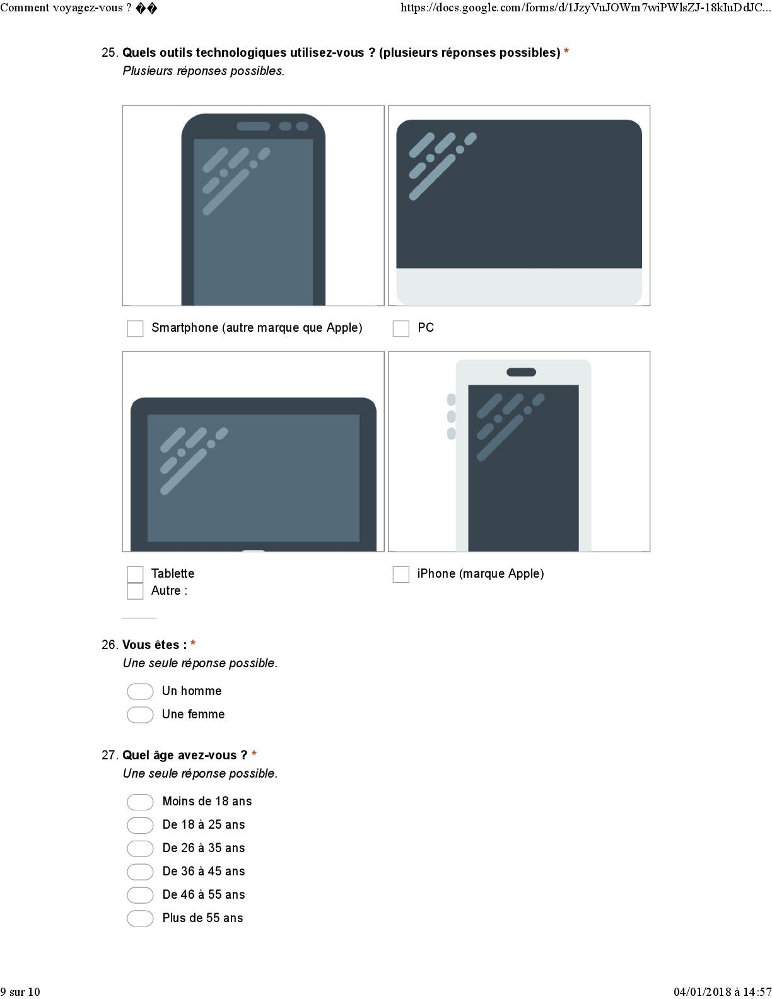 Comment voyagez-vous ? ��
https://docs.google.com/forms/d/1JzyVuJOWm7wiPWlsZJ-18kIuDdJC...
25. Quels outils technologiques utilisez-vous ? (plusieurs réponses possibles) *
Plusieurs réponses possibles.
Smartphone (autre marque que Apple)
PC
Tablette
iPhone (marque Apple)
Autre :
26. Vous êtes : *
Une seule réponse possible.
Un homme
Une femme
27. Quel âge avez-vous ? *
Une seule réponse possible.
Moins de 18 ans
De 18 à 25 ans
De 26 à 35 ans
De 36 à 45 ans
De 46 à 55 ans
Plus de 55 ans
9 sur 10
04/01/2018 à 14:57